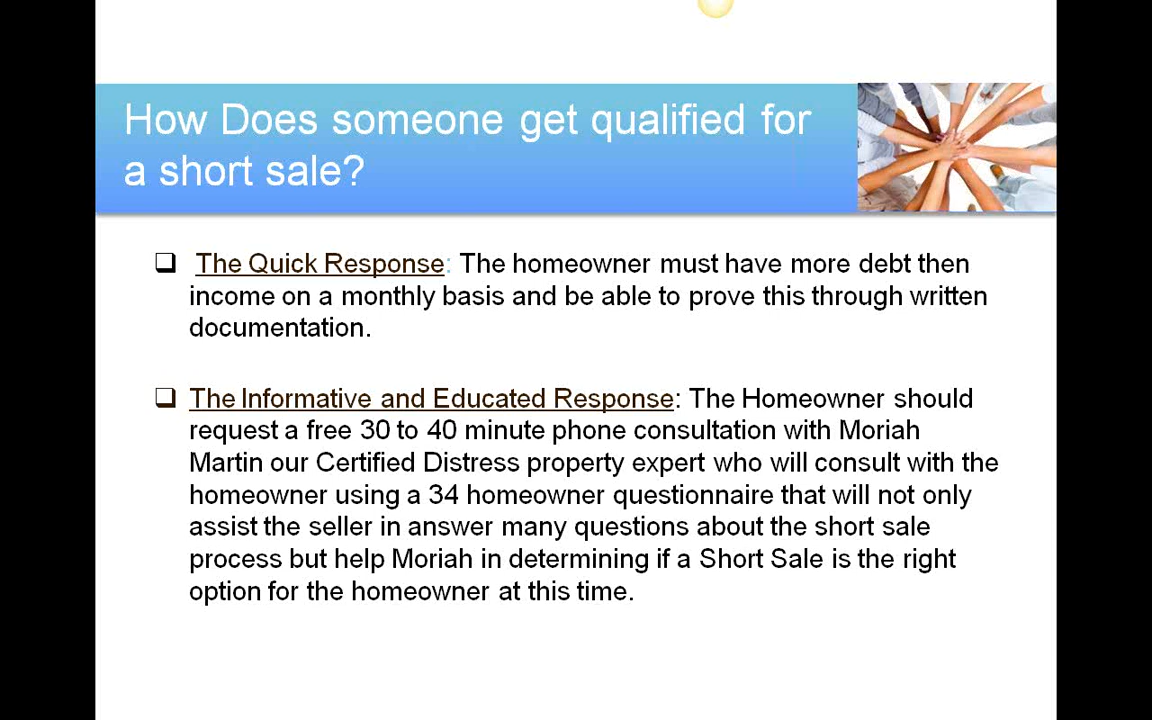 How Does someone get qualified for
a short sale?
The Quick Response: The homeowner must have more debt then
income on a monthly basis and be able to prove this through written
documentation.
The Informative and Educated Response: The Homeowner should
request a free 30 to 40 minute phone consultation with Moriah
Martin our Certified Distress property expert who will consult with the
homeowner using a 34 homeowner questionnaire that will not only
assist the seller in answer many questions about the short sale
process but help Moriah in determining if a Short Sale is the right
option for the homeowner at this time.